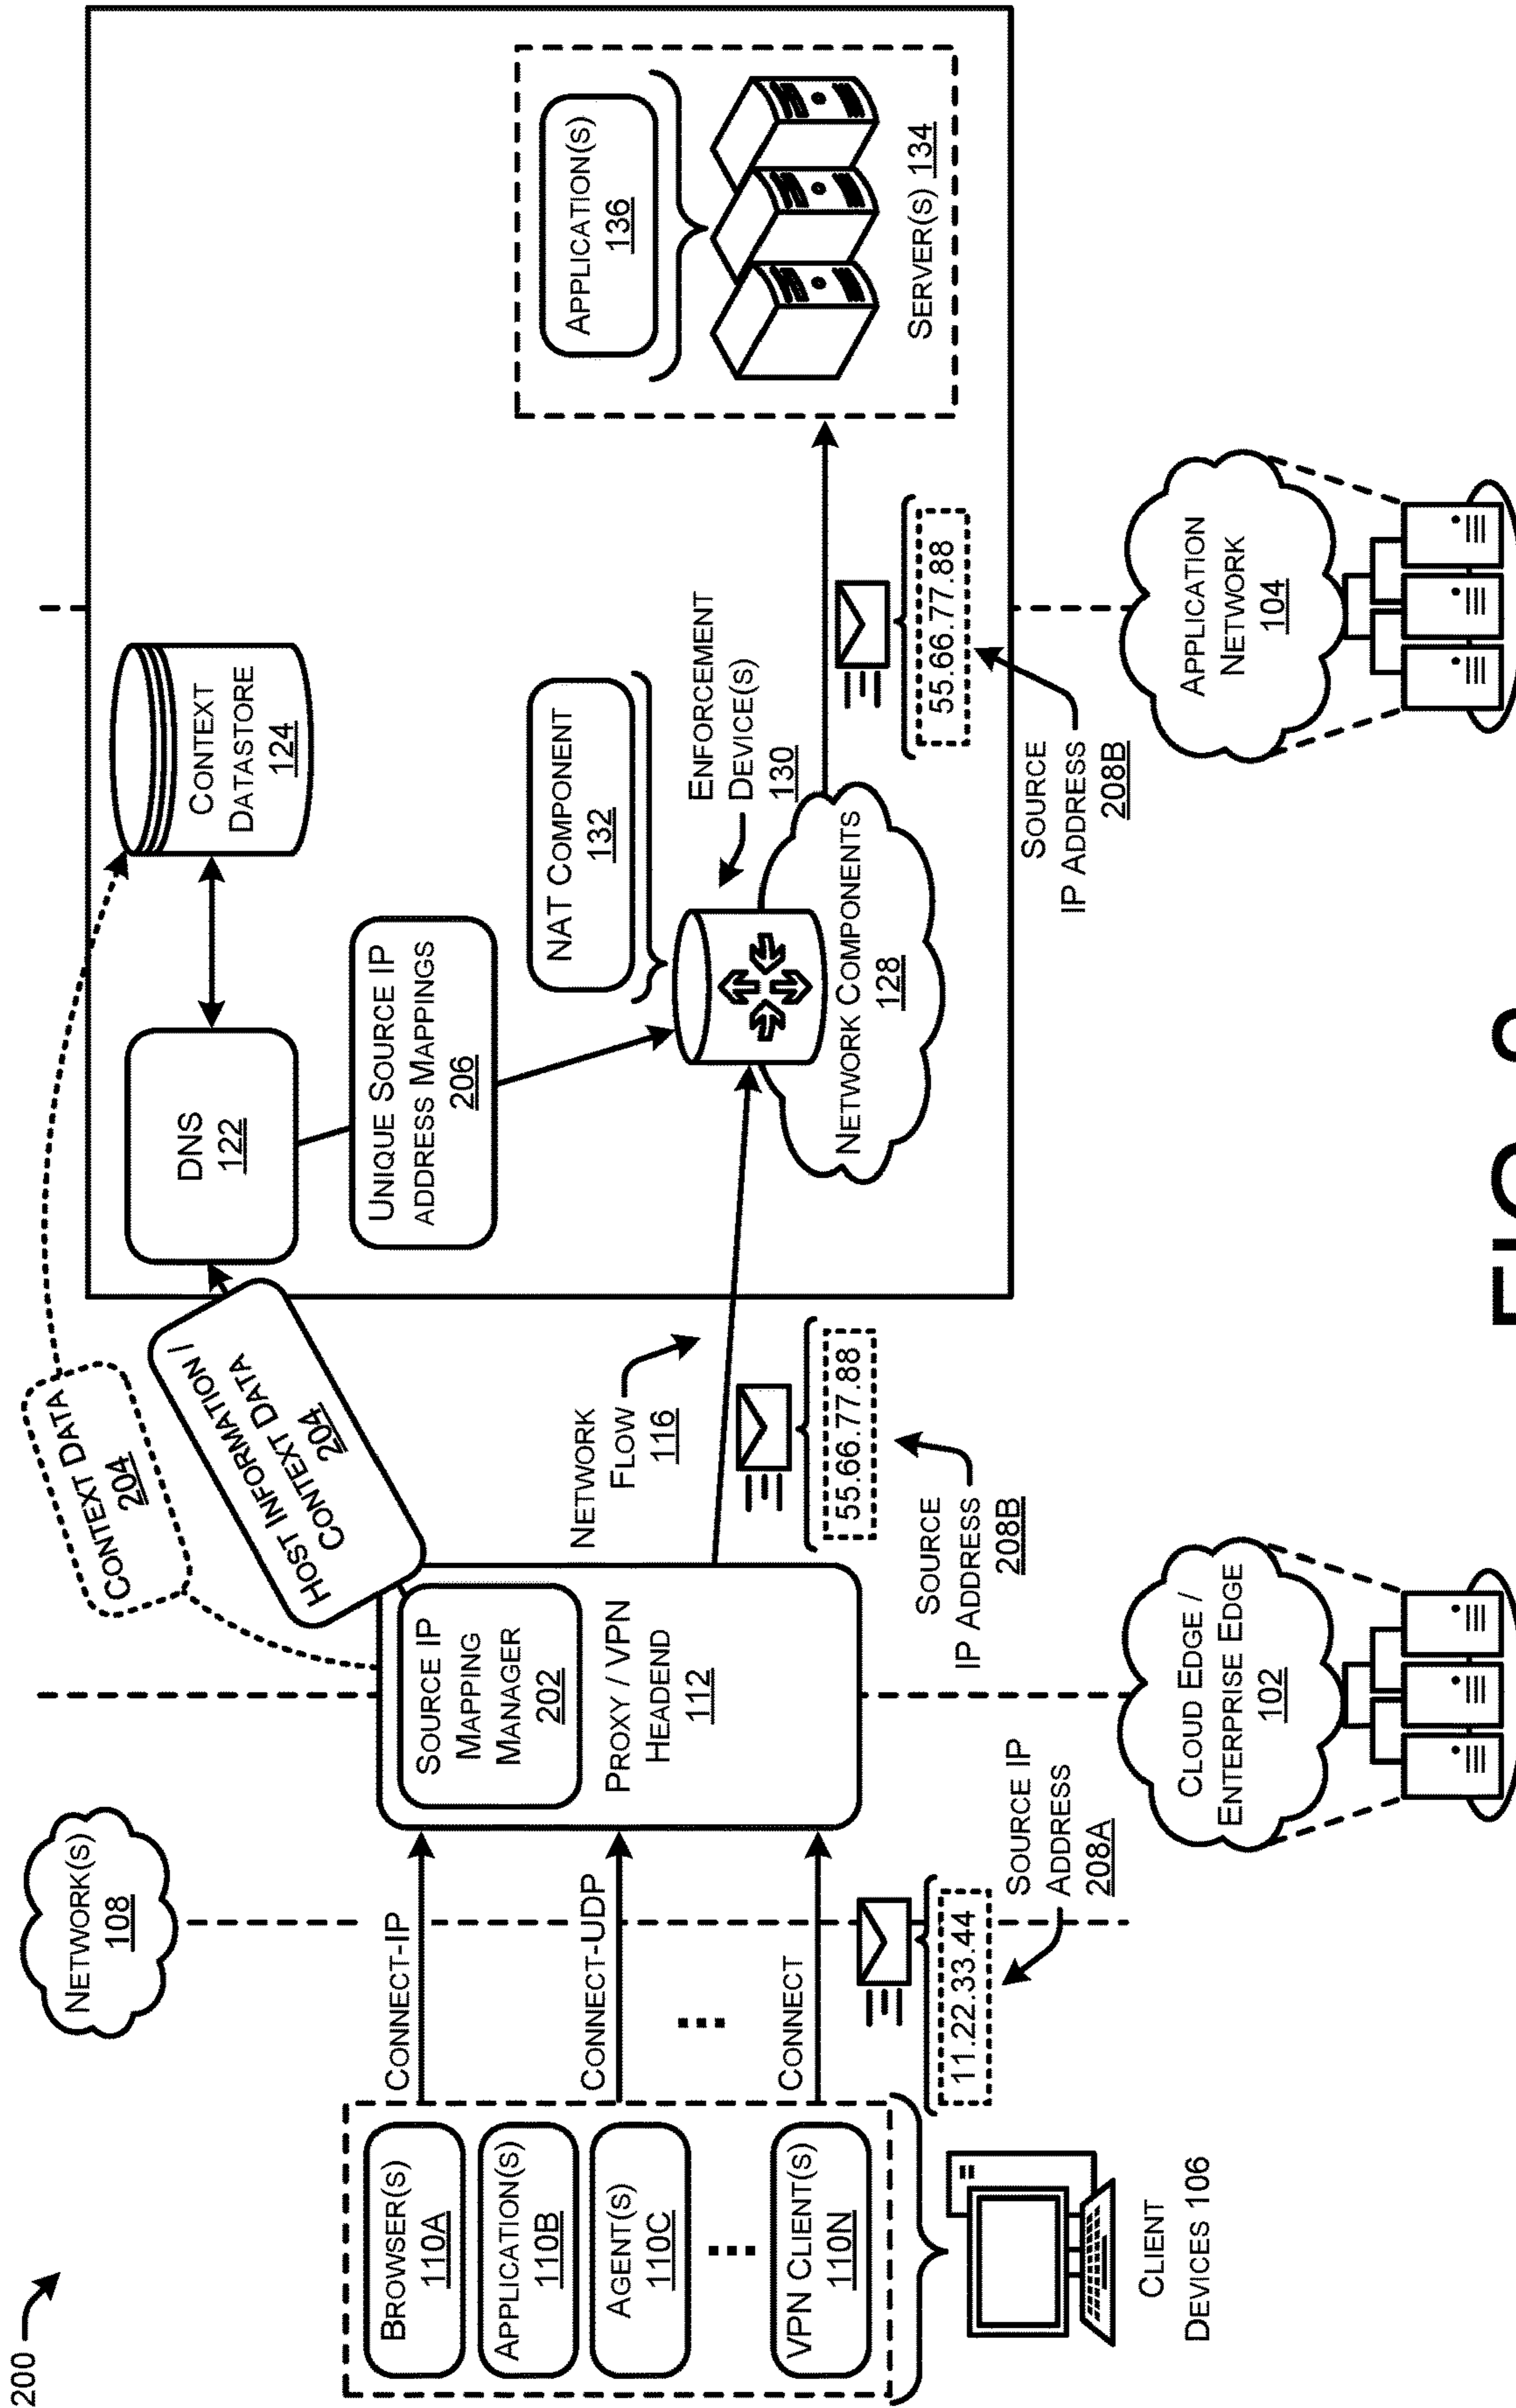 200
NETWORK(S)
108
BROWSER(S)
110A
APPLICATION(S)
110B
AGENT(S)
110C
...
VPN CLIENT(S)
110N
CLIENT
DEVICES 106
CONNECT-IP
CONNECT-UDP
...
CONNECT
11.22.33.44
SOURCE IP
ADDRESS
208A
SOURCE IP
MAPPING
MANAGER
202
PROXY / VPN
HEADEND
112
CLOUD EDGE /
ENTERPRISE EDGE
102
CONTEXT DATA
204
HOST INFORMATION /
CONTEXT DATA
204
NETWORK
FLOW
116
55.66.77.88
SOURCE
IP ADDRESS
208B
DNS
122
CONTEXT
DATASTORE
124
UNIQUE SOURCE IP
ADDRESS MAPPINGS
206
NAT COMPONENT
132
ENFORCEMENT
DEVICE(S)
130
NETWORK COMPONENTS
128
55.66.77.88
SOURCE
IP ADDRESS
208B
APPLICATION(S)
136
SERVER(S) 134
APPLICATION
NETWORK
104